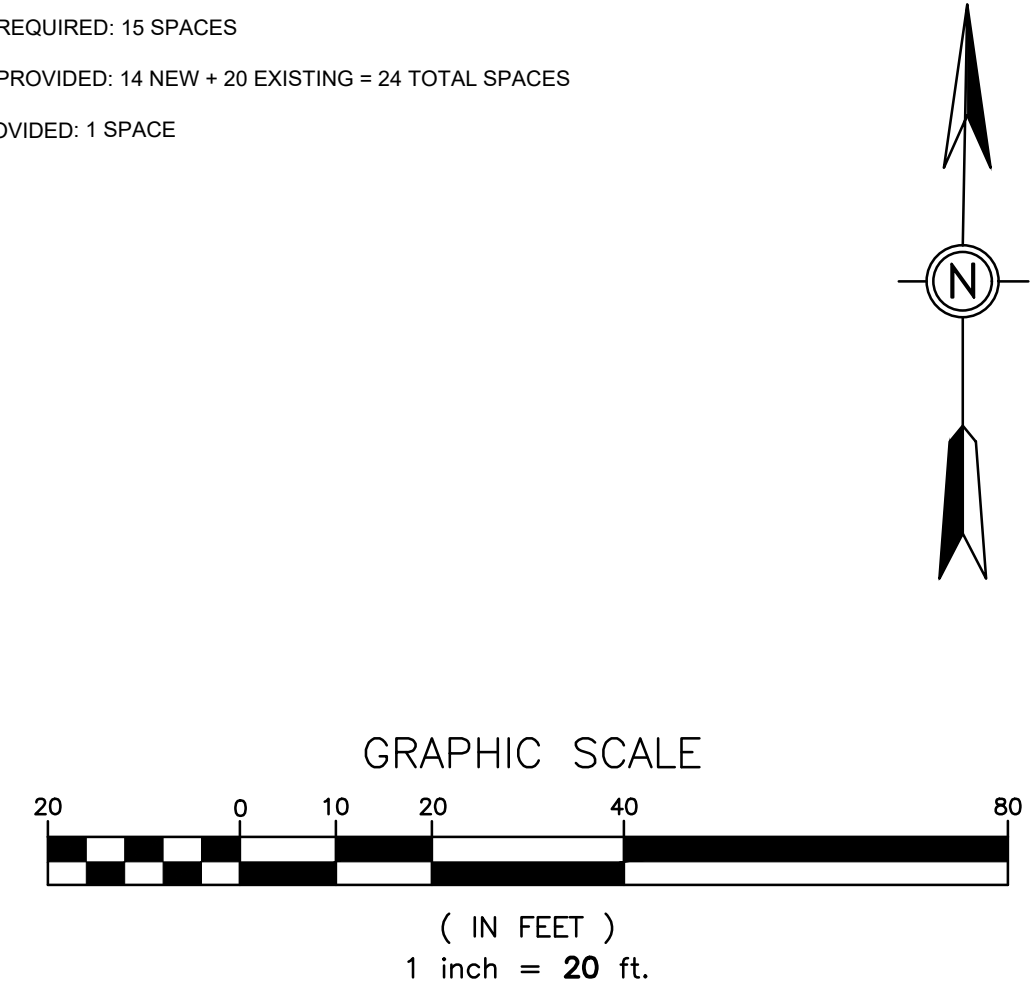 REQUIRED: 15 SPACES
PROVIDED: 14 NEW + 20 EXISTING = 24 TOTAL SPACES
OVIDED: 1 SPACE
N
GRAPHIC SCALE
20 0 10 20 40 80
( IN FEET )
1 inch = 20 ft.